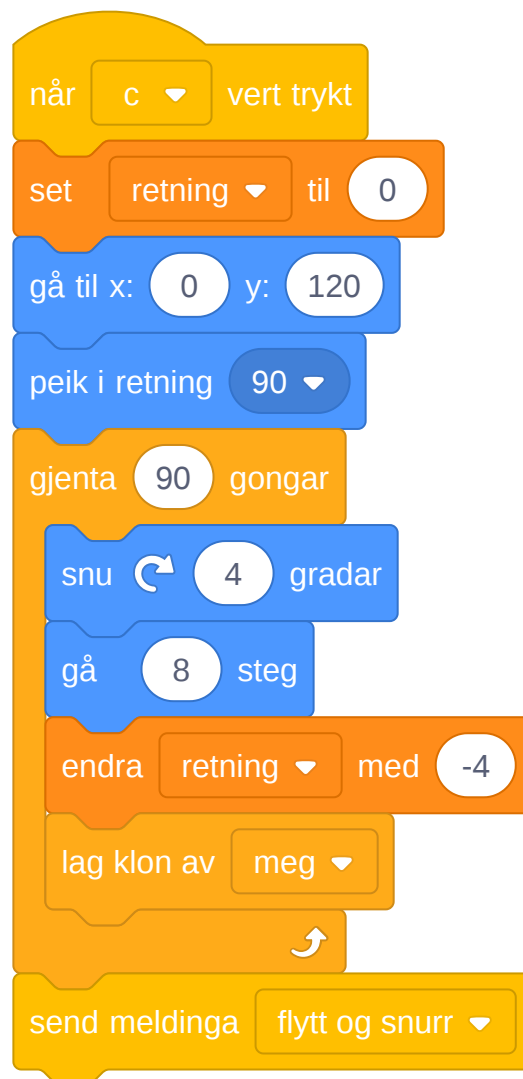 når c vert trykt
set retning til 0
gå til x: 0 y: 120
peik i retning 90
gjenta 90 gongar
snu 4 gradar
gå 8 steg
endra retning med -4
lag klon av meg
send meldinga flytt og snurr